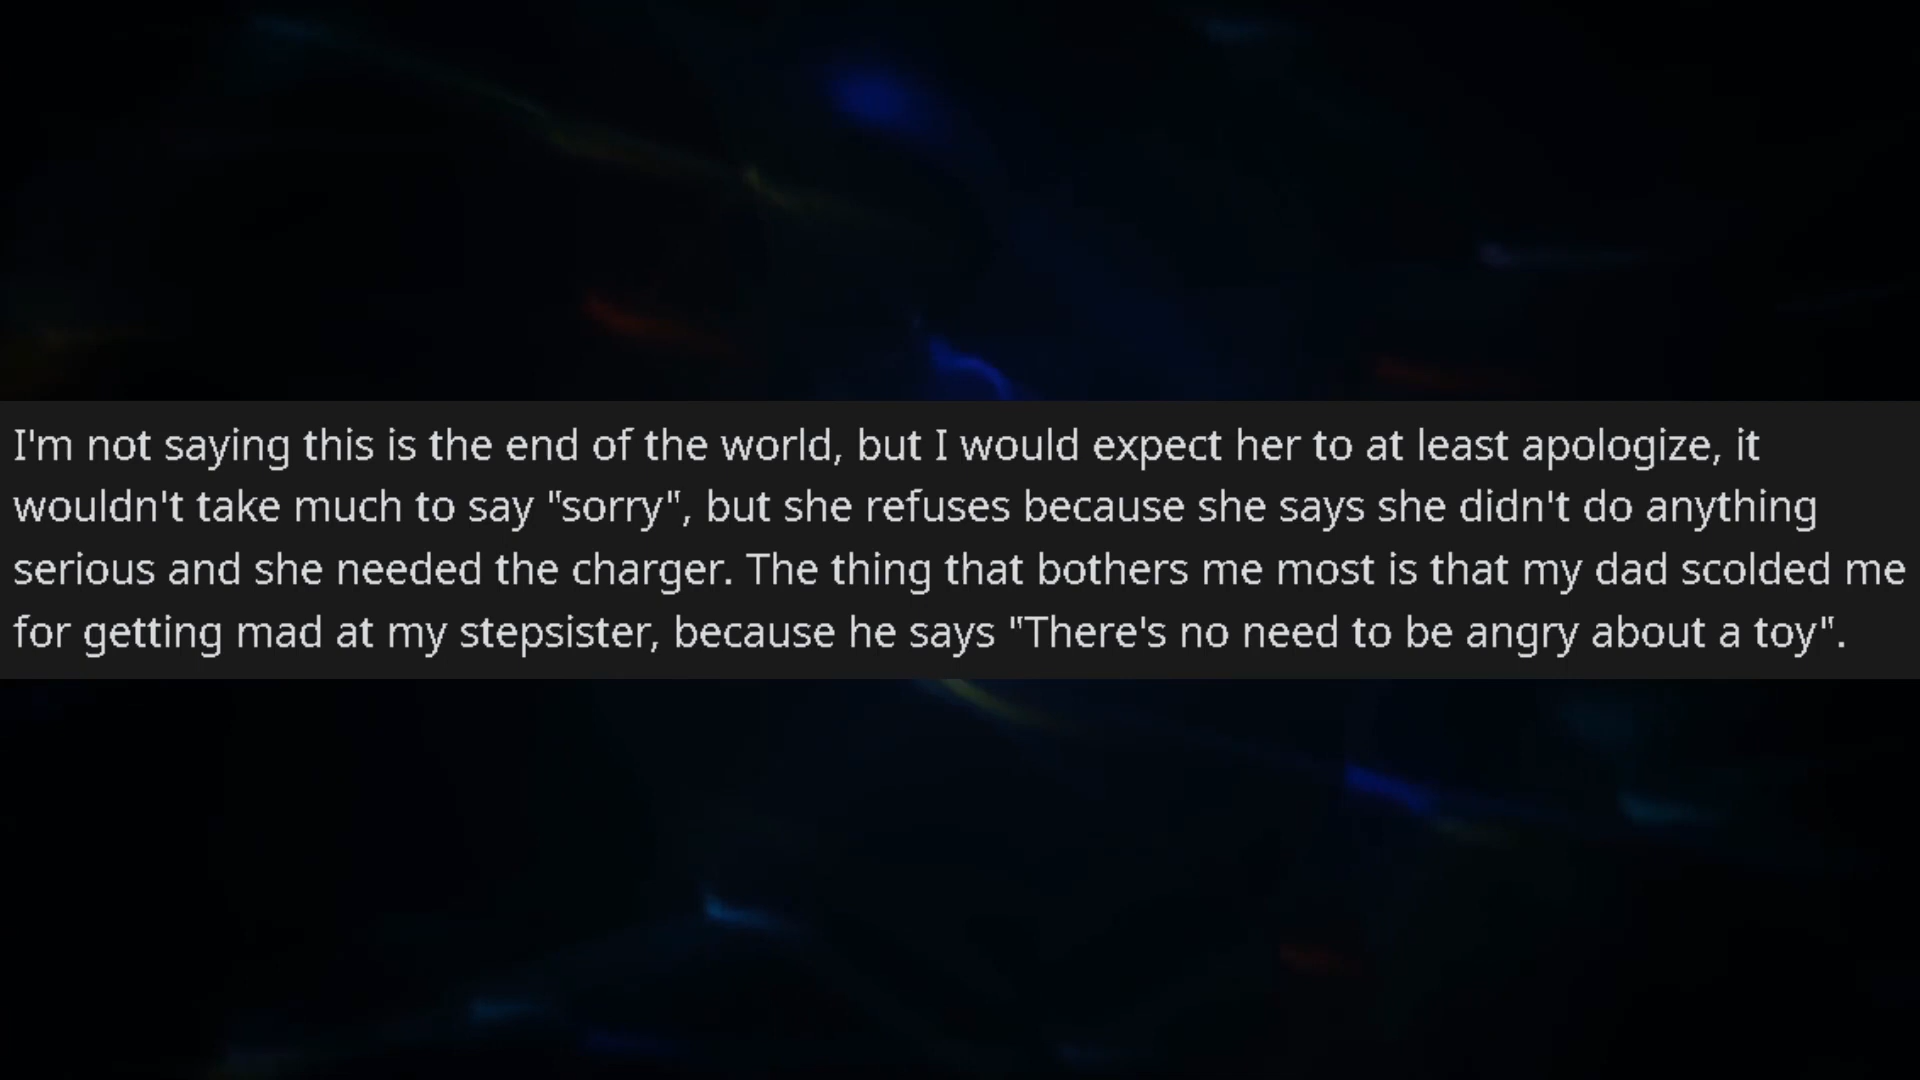 I'm not saying this is the end of the world, but I would expect her to at least apologize, it
wouldn't take much to say "sorry", but she refuses because she says she didn't do anything
serious and she needed the charger. The thing that bothers me most is that my dad scolded me
for getting mad at my stepsister, because he says "There's no need to be angry about a toy".